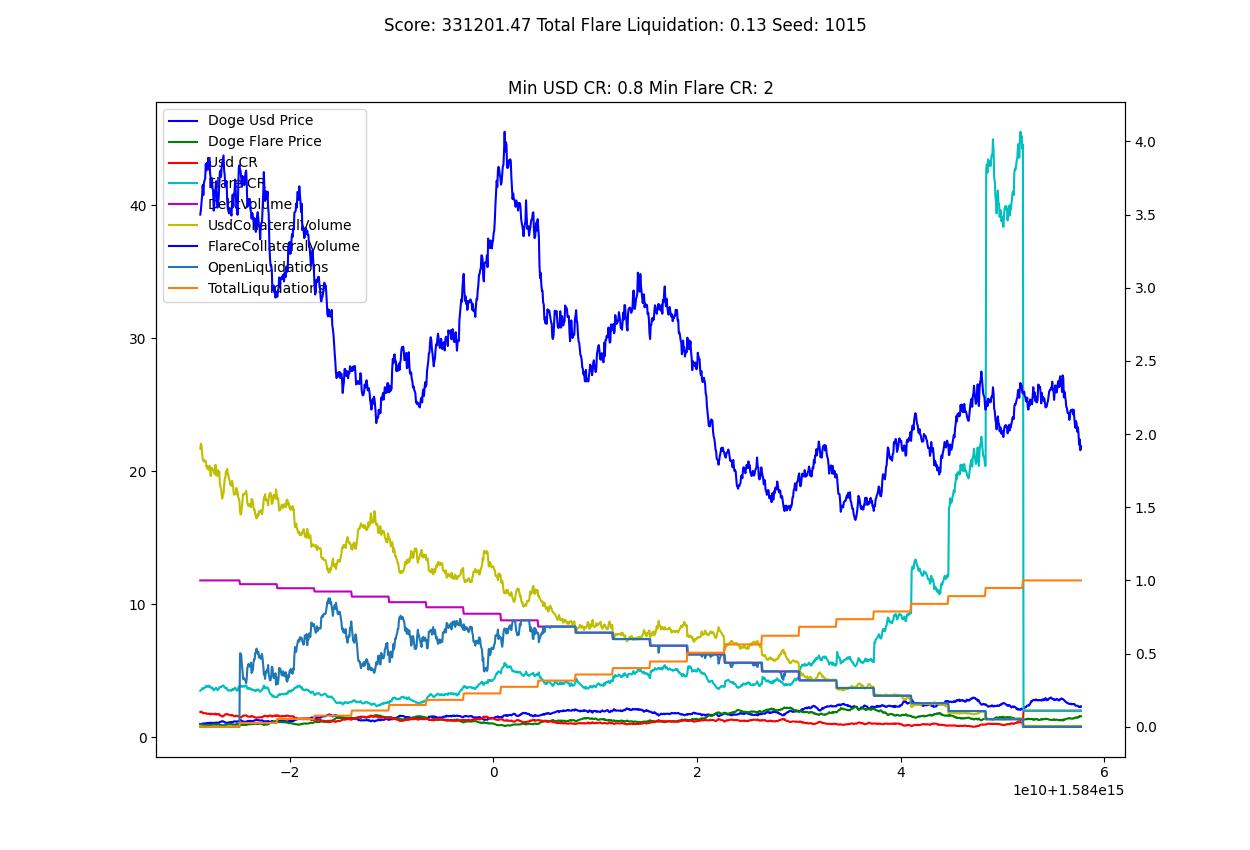 Score: 331201.47 Total Flare Liquidation: 0.13 Seed: 1015
Min USD CR: 0.8 Min Flare CR: 2
Doge Usd Price
Doge Flare Price
Usd CR
Flare CR
DebtVolume
UsdCollateralVolume
FlareCollateralVolume
OpenLiquidations
TotalLiquidations
40
30
20
10
0
4.0
3.5
3.0
2.5
2.0
1.5
1.0
0.5
0.0
−2
0
2
4
6
1e10+1.584e15